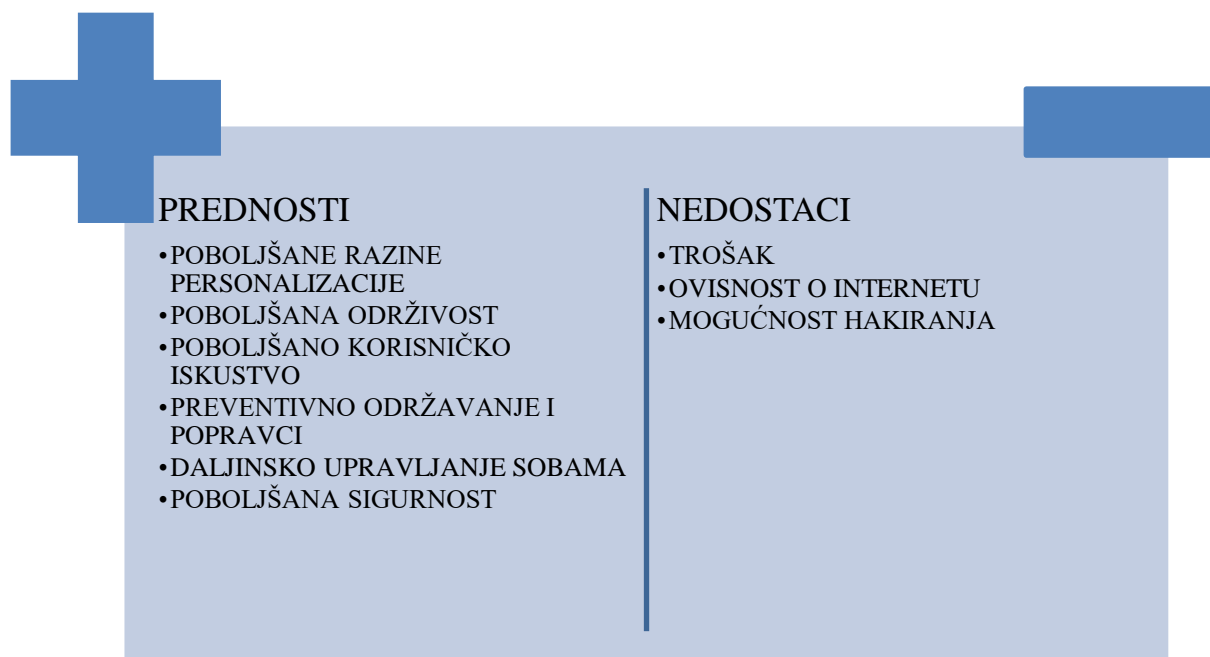 PREDNOSTI
•POBOLJŠANE RAZINE
PERSONALIZACIJE
•POBOLJŠANA ODRŽIVOST
•POBOLJŠANO KORISNIČKO
ISKUSTVO
•PREVENTIVNO ODRŽAVANJE I
POPRAVCI
•DALJINSKO UPRAVLJANJE SOBAMA
•POBOLJŠANA SIGURNOST
NEDOSTACI
•TROŠAK
•OVISNOST O INTERNETU
•MOGUĆNOST HAKIRANJA